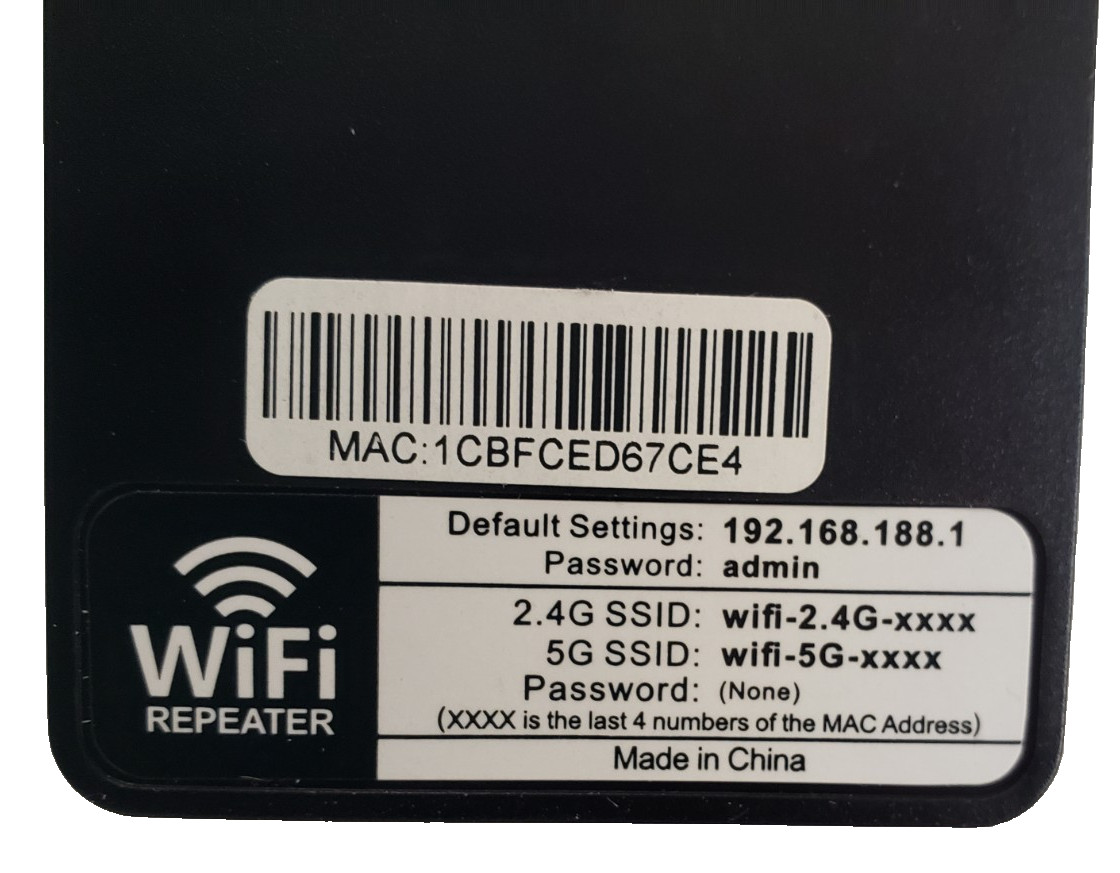 MAC:1CBFCED67CE4
WiFi
REPEATER
Default Settings: 192.168.188.1
Password: admin
2.4G SSID: wifi-2.4G-xxxx
5G SSID: wifi-5G-xxxx
Password: (None)
(XXXX is the last 4 numbers of the MAC Address)
Made in China